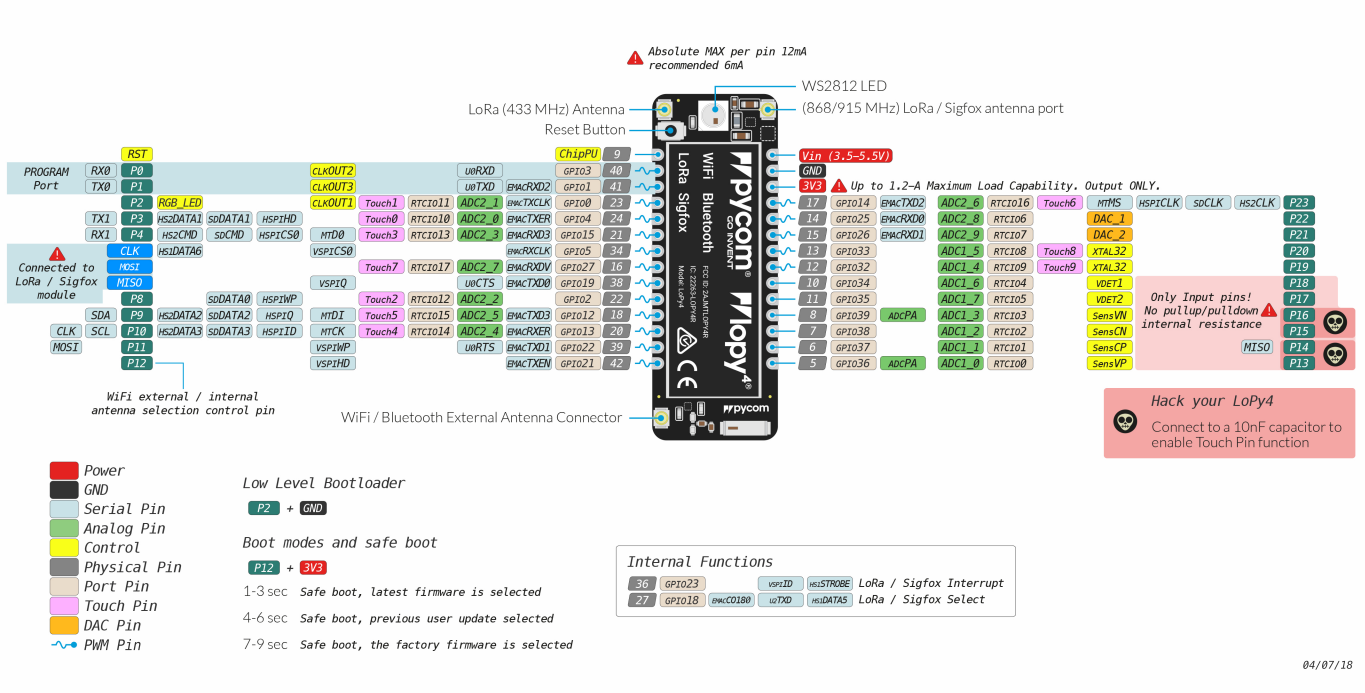 Absolute MAX per pin 12mA
recommended 6mA
WS2812 LED
LoRa (433 MHz) Antenna
(868/915 MHz) LoRa / Sigfox antenna port
Reset Button
RST ChipPU 9 Vin (3.5–5.5V)
PROGRAM
Port
RX0 P0 CLKOUT2 U0RXD GPIO3 40 GND
TX0 P1 CLKOUT3 U0TXD EMACRXD2 GPIO1 41 3V3 Up to 1.2–A Maximum Load Capability. Output ONLY.
P2 RGB_LED CLKOUT1 Touch1 RTCIO11 ADC2_1 EMACTXCLK GPIO0 23 17 GPIO14 EMACTXD2 ADC2_6 RTCIO16 Touch6 MTMS HSPICLK SDCLK HS2CLK P23
TX1 P3 HS2DATA1 SDDATA1 HSPIHD Touch0 RTCIO10 ADC2_0 EMACTXER GPIO4 24 14 GPIO25 EMACRXD0 ADC2_8 RTCIO6 DAC_1 P22
RX1 P4 HS2CMD SDCMD HSPICS0 MTDO Touch3 RTCIO13 ADC2_3 EMACRXD3 GPIO15 21 15 GPIO26 EMACRXD1 ADC2_9 RTCIO7 DAC_2 P21
CLK HS1DATA6 VSPICS0 EMACRXCLK GPIO5 34 13 GPIO33 ADC1_5 RTCIO8 Touch8 XTAL32 P20
Connected to
LoRa / Sigfox
module
MOSI Touch7 RTCIO17 ADC2_7 EMACRXDV GPIO27 16 12 GPIO32 ADC1_4 RTCIO9 Touch9 XTAL32 P19
MISO VSPIQ U0CTS EMACTXD0 GPIO19 38 10 GPIO34 ADC1_6 RTCIO4 VDET1 P18
P8 SDDATA0 HSPIWP Touch2 RTCIO12 ADC2_2 GPIO2 22 11 GPIO35 ADC1_7 RTCIO5 VDET2 P17
SDA P9 HS2DATA2 SDDATA2 HSPIQ MTDI Touch5 RTCIO15 ADC2_5 EMACTXD3 GPIO12 18 8 GPIO39 ADCPA ADC1_3 RTCIO3 SensVN P16
CLK SCL P10 HS2DATA3 SDDATA3 HSPIID MTCK Touch4 RTCIO14 ADC2_4 EMACRXER GPIO13 20 7 GPIO38 ADC1_2 RTCIO2 SensCN P15
MOSI P11 VSPIWP U0RTS EMACTXD1 GPIO22 39 6 GPIO37 ADC1_1 RTCIO1 SensCP MISO P14
P12 VSPIHD EMACTXEN GPIO21 42 5 GPIO36 ADCPA ADC1_0 RTCIO0 SensVP P13
Only Input pins!
No pullup/pulldown
internal resistance
WiFi Bluetooth
LoRa Sigfox
pycom®
GO INVENT
FCC ID: 2AJMTLOPY4R
IC: 22263-LOPY4R
Model: LoPy4
lopy4®
CE
pycom
WiFi external / internal
antenna selection control pin
WiFi / Bluetooth External Antenna Connector
Hack your LoPy4
Connect to a 10nF capacitor to
enable Touch Pin function
Power
GND
Serial Pin
Analog Pin
Control
Physical Pin
Port Pin
Touch Pin
DAC Pin
PWM Pin
Low Level Bootloader
P2 + GND
Boot modes and safe boot
P12 + 3V3
1-3 sec Safe boot, latest firmware is selected
4-6 sec Safe boot, previous user update selected
7-9 sec Safe boot, the factory firmware is selected
Internal Functions
36 GPIO23 VSPIID HS1STROBE LoRa / Sigfox Interrupt
27 GPIO18 EMACCO180 U2TXD HS1DATA5 LoRa / Sigfox Select
04/07/18